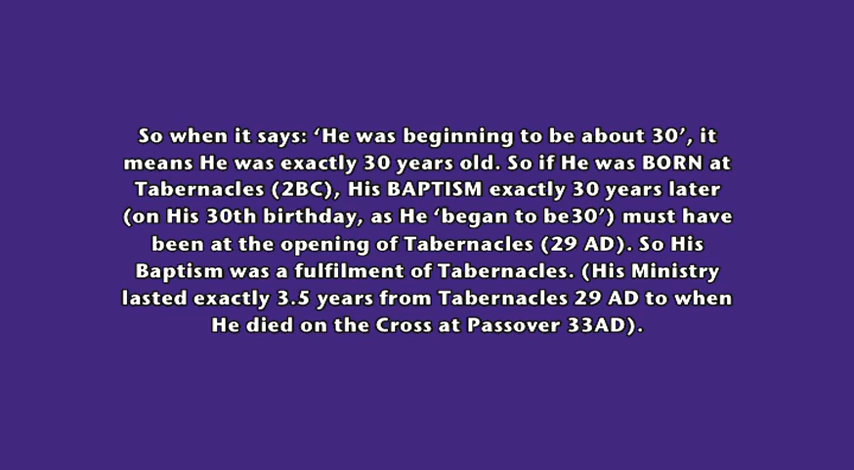 So when it says: ‘He was beginning to be about 30’, it
means He was exactly 30 years old. So if He was BORN at
Tabernacles (2BC), His BAPTISM exactly 30 years later
(on His 30th birthday, as He ‘began to be30’) must have
been at the opening of Tabernacles (29 AD). So His
Baptism was a fulfilment of Tabernacles. (His Ministry
lasted exactly 3.5 years from Tabernacles 29 AD to when
He died on the Cross at Passover 33AD).